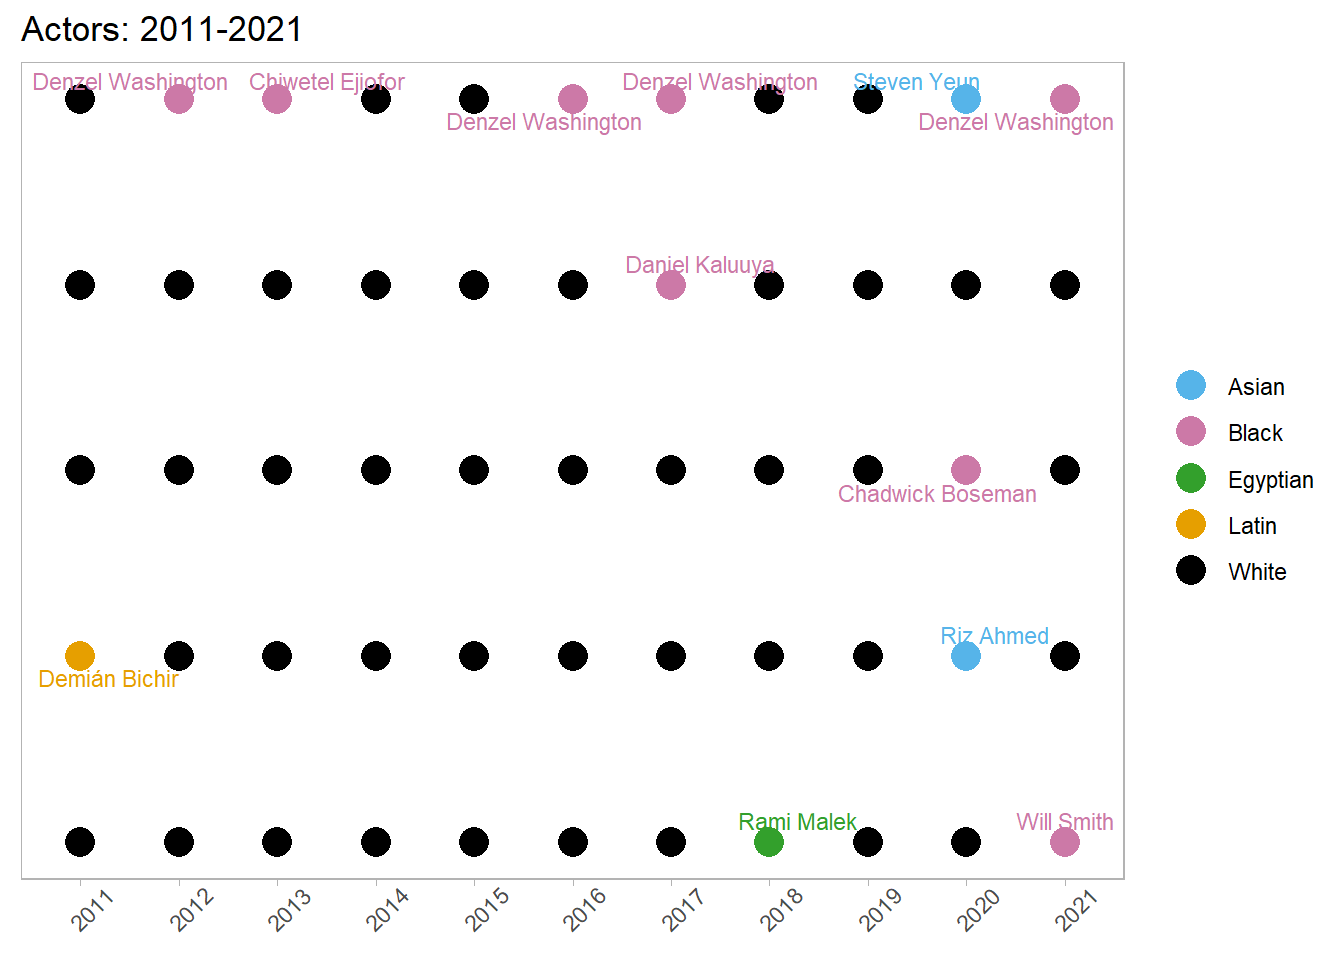 Actors: 2011-2021
Denzel Washington
Chiwetel Ejiofor
Denzel Washington
Steven Yeun
Denzel Washington
Denzel Washington
Daniel Kaluuya
Chadwick Boseman
Riz Ahmed
Demián Bichir
Rami Malek
Will Smith
2011
2012
2013
2014
2015
2016
2017
2018
2019
2020
2021
Asian
Black
Egyptian
Latin
White